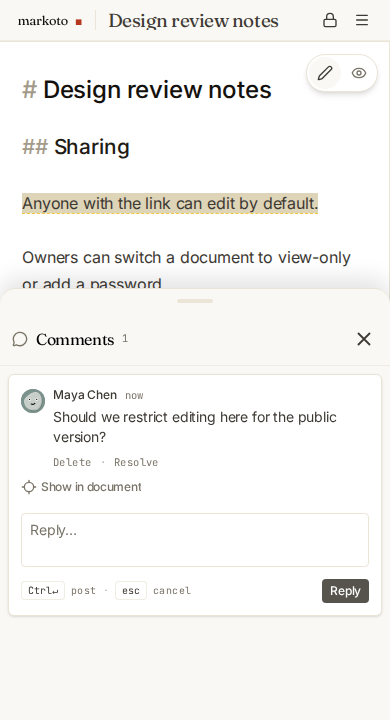 markoto
Design review notes
# Design review notes
## Sharing
Anyone with the link can edit by default.
Owners can switch a document to view-only
or add a password
Comments 1
Maya Chen now
Should we restrict editing here for the public
version?
Delete · Resolve
Show in document
Reply...
Ctrl↵ post · esc cancel
Reply